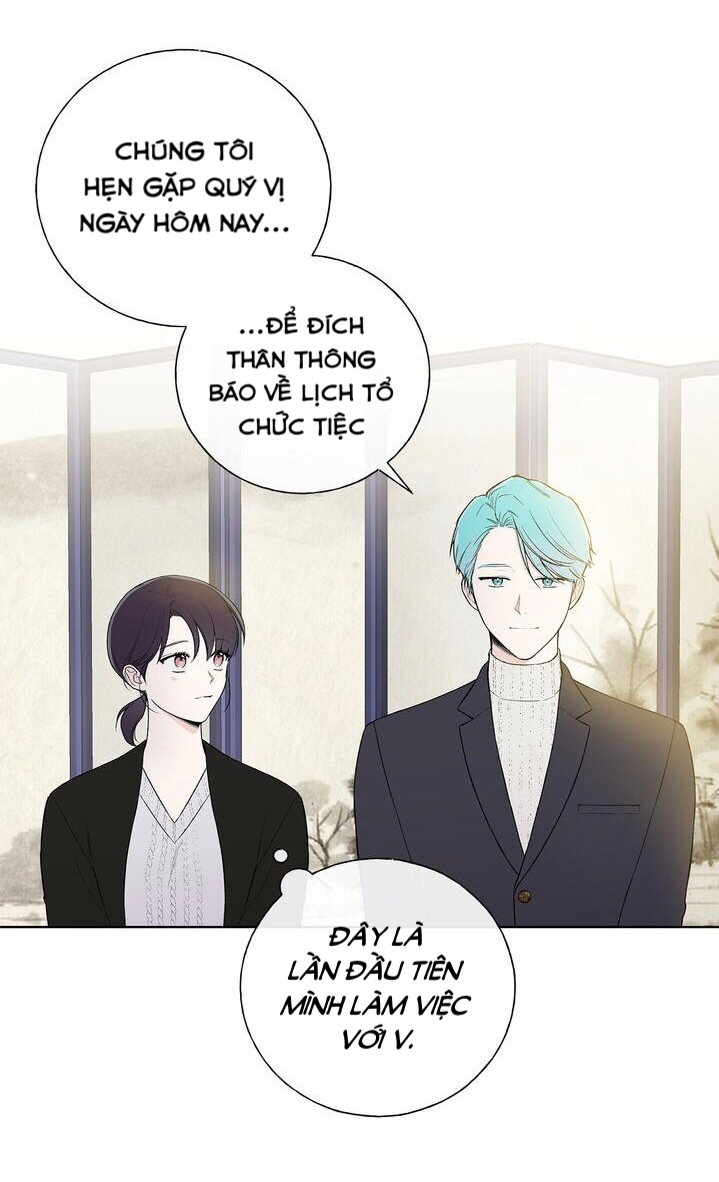 CHÚNG TÔI
HẸN GẶP QUÝ VỊ
NGÀY HÔM NAY...
...ĐỂ ĐÍCH
THÂN THÔNG
BÁO VỀ LỊCH TỔ
CHỨC TIỆC
ĐÂY LÀ
LẦN ĐẦU TIÊN
MÌNH LÀM VIỆC
VỚI V.